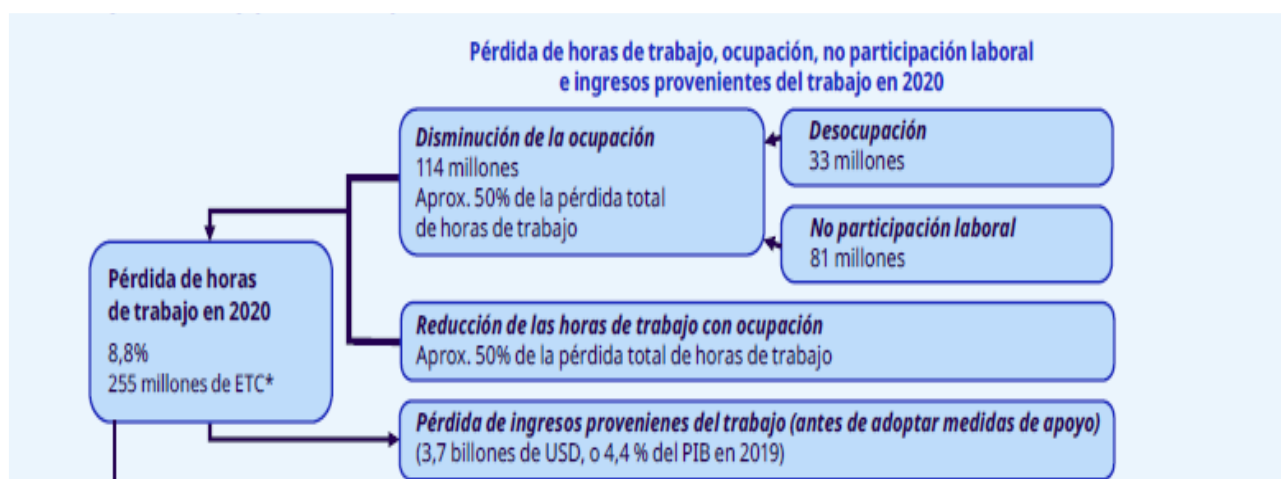 Pérdida de horas de trabajo, ocupación, no participación laboral
e ingresos provenientes del trabajo en 2020
Disminución de la ocupación
114 millones
Aprox. 50% de la pérdida total
de horas de trabajo
Desocupación
33 millones
No participación laboral
81 millones
Pérdida de horas
de trabajo en 2020
8,8%
255 millones de ETC*
Reducción de las horas de trabajo con ocupación
Aprox. 50% de la pérdida total de horas de trabajo
Pérdida de ingresos provenienes del trabajo (antes de adoptar medidas de apoyo)
(3,7 billones de USD, o 4,4 % del PIB en 2019)